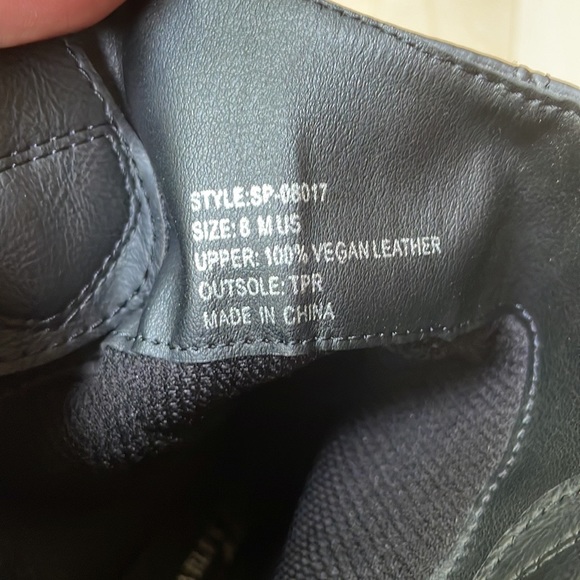 STYLE:SP-08017
SIZE: 8 M US
UPPER: 100% VEGAN LEATHER
OUTSOLE: TPR
MADE IN CHINA